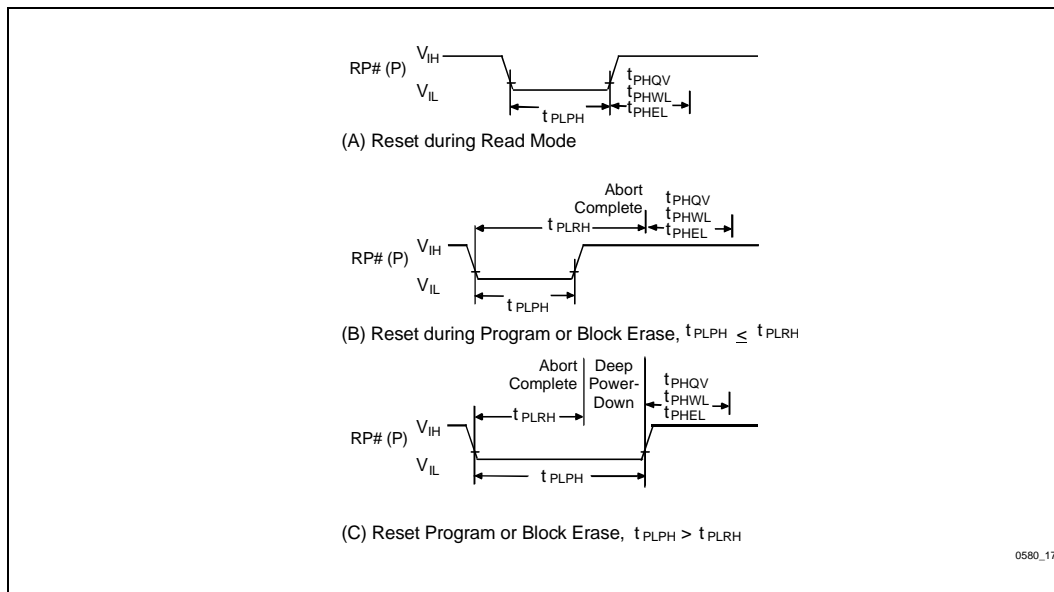 RP# (P)
VIH
VIL
tPLPH
tPHQV
tPHWL
tPHEL
(A) Reset during Read Mode
Abort
Complete
tPLRH
tPHQV
tPHWL
tPHEL
RP# (P)
VIH
VIL
tPLPH
(B) Reset during Program or Block Erase, tPLPH ≤ tPLRH
Abort
Complete
Deep
Power-
Down
tPLRH
tPHQV
tPHWL
tPHEL
RP# (P)
VIH
VIL
tPLPH
(C) Reset Program or Block Erase, tPLPH > tPLRH
0580_17